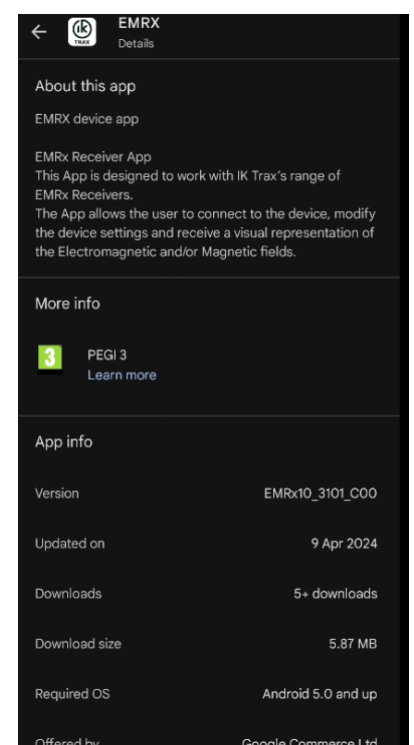 EMRX
ik
TRAX
Details
About this app
EMRX device app
EMRx Receiver App
This App is designed to work with IK Trax's range of
EMRx Receivers.
The App allows the user to connect to the device, modify
the device settings and receive a visual representation of
the Electromagnetic and/or Magnetic fields.
More info
3
PEGI 3
Learn more
App info
Version EMRx10_3101_C00
Updated on 9 Apr 2024
Downloads 5+ downloads
Download size 5.87 MB
Required OS Android 5.0 and up
Offered by Google Commerce Ltd